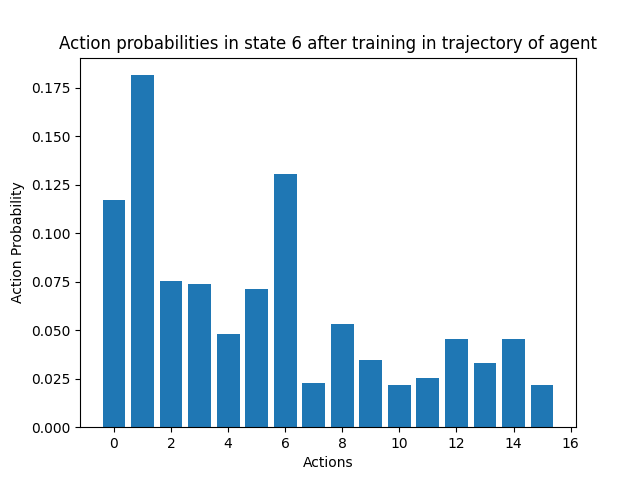 Action probabilities in state 6 after training in trajectory of agent
0.175
0.150
0.125
0.100
0.075
0.050
0.025
0.000
Action Probability
0 2 4 6 8 10 12 14 16
Actions